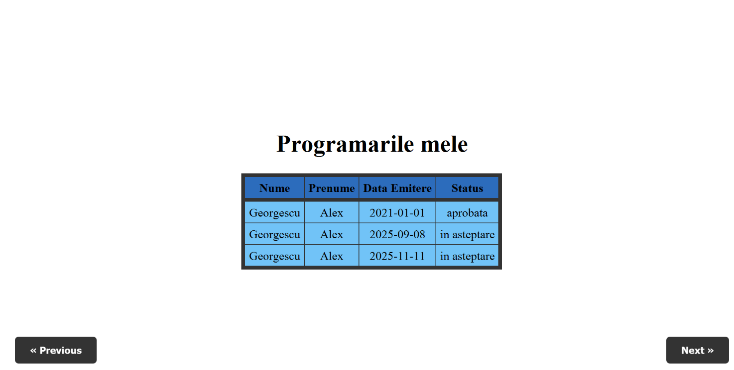 Programarile mele
Nume Prenume Data Emitere Status
Georgescu Alex 2021-01-01 aprobata
Georgescu Alex 2025-09-08 in asteptare
Georgescu Alex 2025-11-11 in asteptare
« Previous Next »